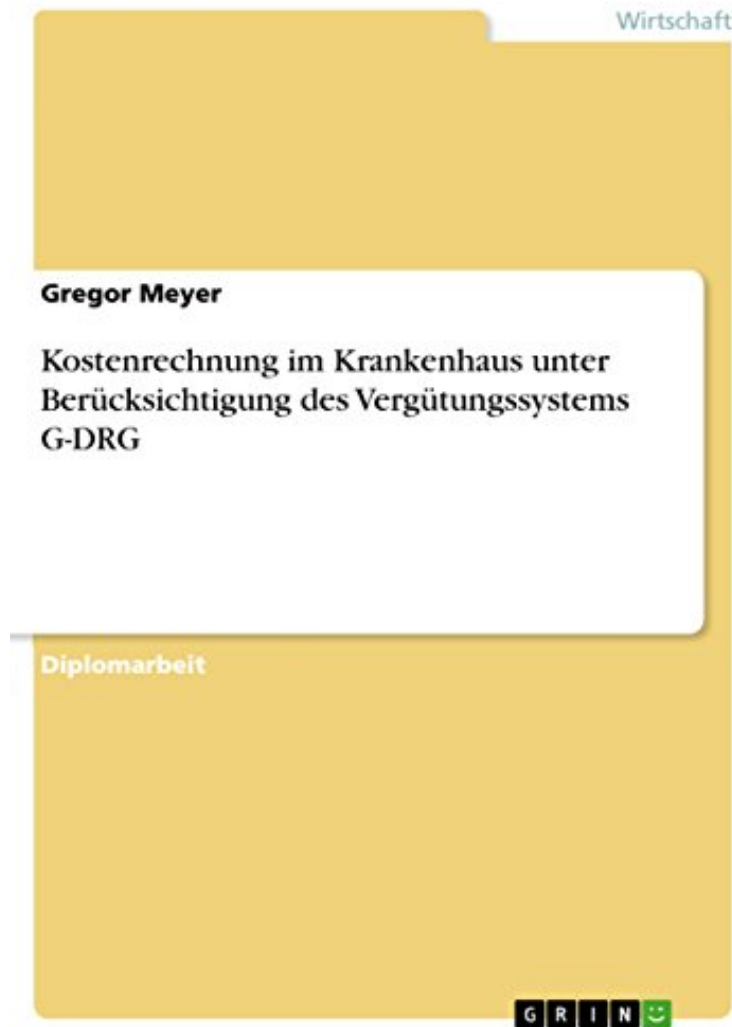 Wirtschaft
Gregor Meyer
Kostenrechnung im Krankenhaus unter
Berücksichtigung des Vergütungssystems
G-DRG
Diplomarbeit
GRIN